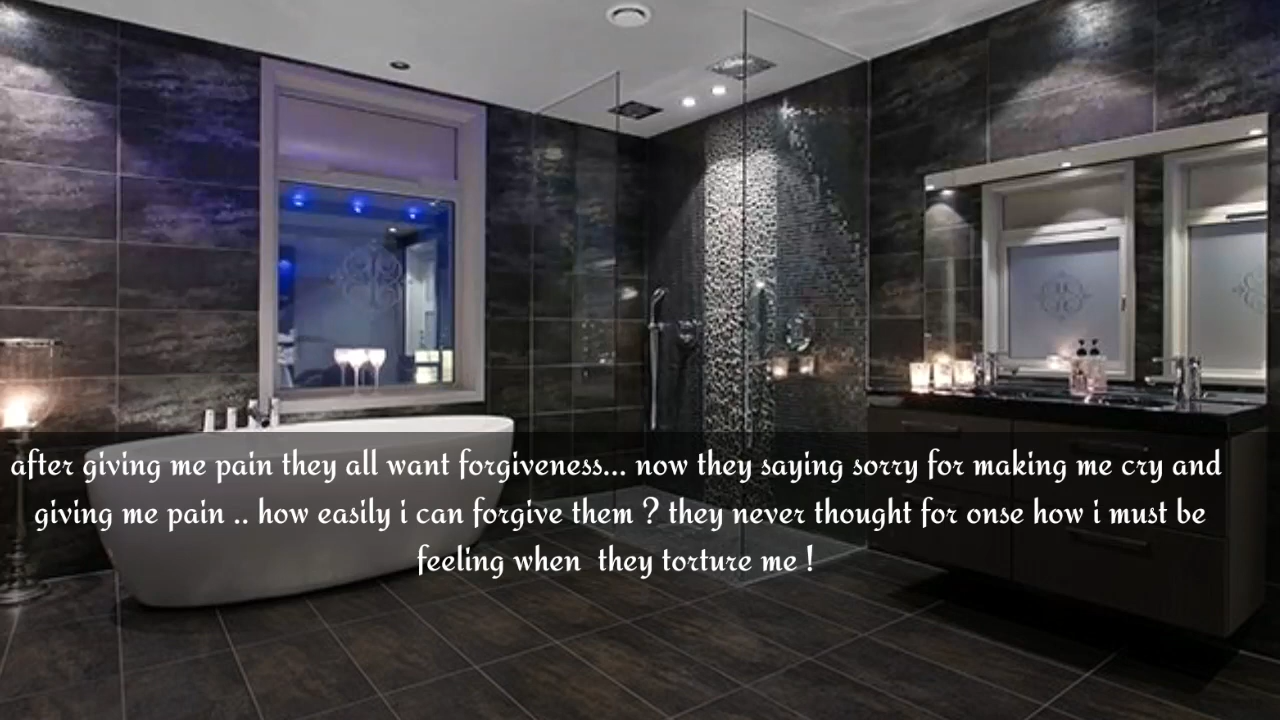 after giving me pain they all want forgiveness... now they saying sorry for making me cry and
giving me pain .. how easily i can forgive them ? they never thought for onse how i must be
feeling when they torture me !